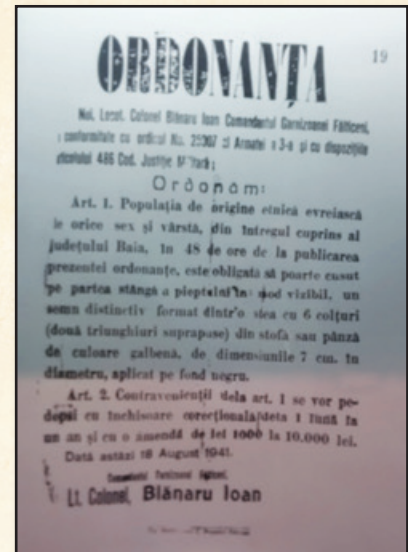 ORDONANȚA
19
Noi, Locot. Colonel Blănaru Ioan Comandantul Garnizoanei Fălticeni,
conformitate cu ordinul No. 25007 al Armatei a 3-a și cu dispozițiile
articolului 486 Cod. Justiție
Ordonăm:
Art. 1. Populația de origine etnică evreiască
de orice sex și vârstă, din întregul cuprins al
județului Baia, în 48 de ore de la publicarea
prezentei ordonanțe, este obligată să poarte cusut
pe partea stângă a pieptului în mod vizibil, un
semn distinctiv format dintr'o stea cu 6 colțuri
(două triunghiuri suprapuse) din stofă sau pânză
de culoare galbenă, de dimensiunile 7 cm. în
diametru, aplicat pe fond negru.
Art. 2. Contravenienții dela art. 1 se vor pe-
depsi cu închisoare corecțională dela 1 lună la
un an și cu o amendă de lei 1000 la 10.000 lei.
Dată astăzi 18 August 1941.
Comandantul Garnizoanei Fălticeni,
Lt. Colonel, Blănaru Ioan